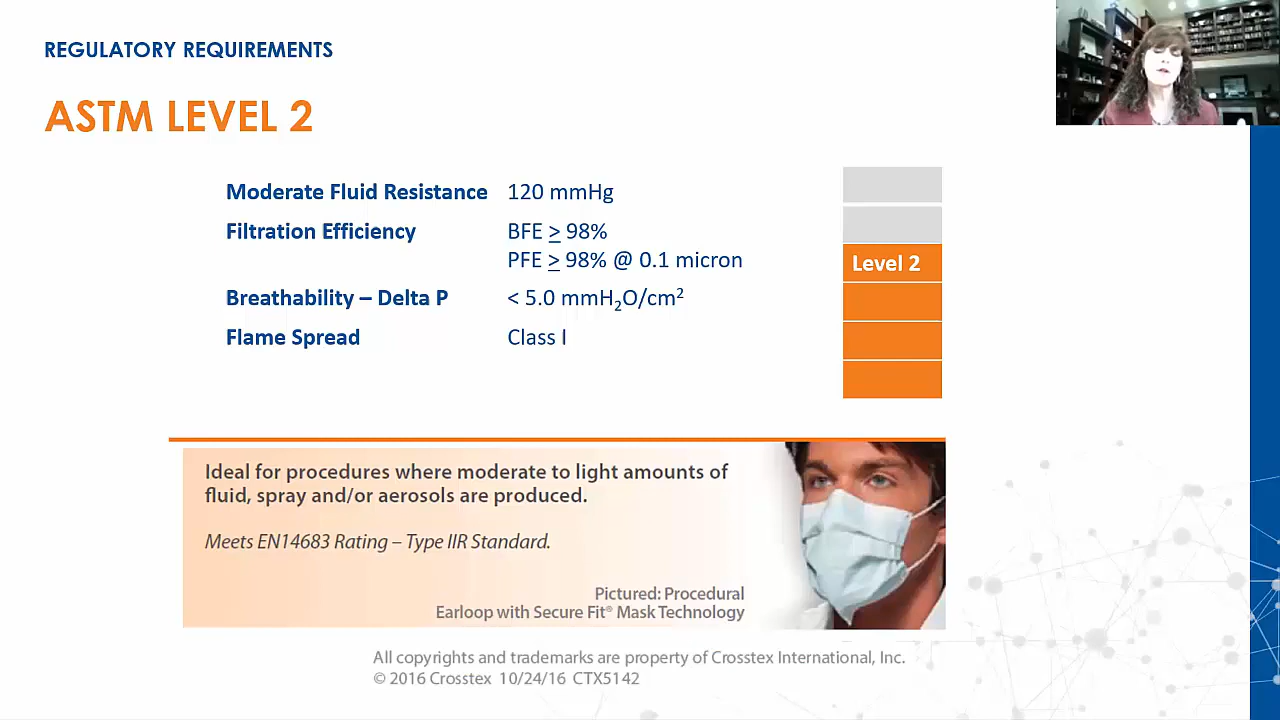 REGULATORY REQUIREMENTS
ASTM LEVEL 2
Moderate Fluid Resistance 120 mmHg
Filtration Efficiency BFE ≥ 98%
PFE ≥ 98% @ 0.1 micron
Breathability – Delta P < 5.0 mmH₂O/cm²
Flame Spread Class I
Level 2
Ideal for procedures where moderate to light amounts of
fluid, spray and/or aerosols are produced.
Meets EN14683 Rating – Type IIR Standard.
Pictured: Procedural
Earloop with Secure Fit® Mask Technology
All copyrights and trademarks are property of Crosstex International, Inc.
© 2016 Crosstex 10/24/16 CTX5142